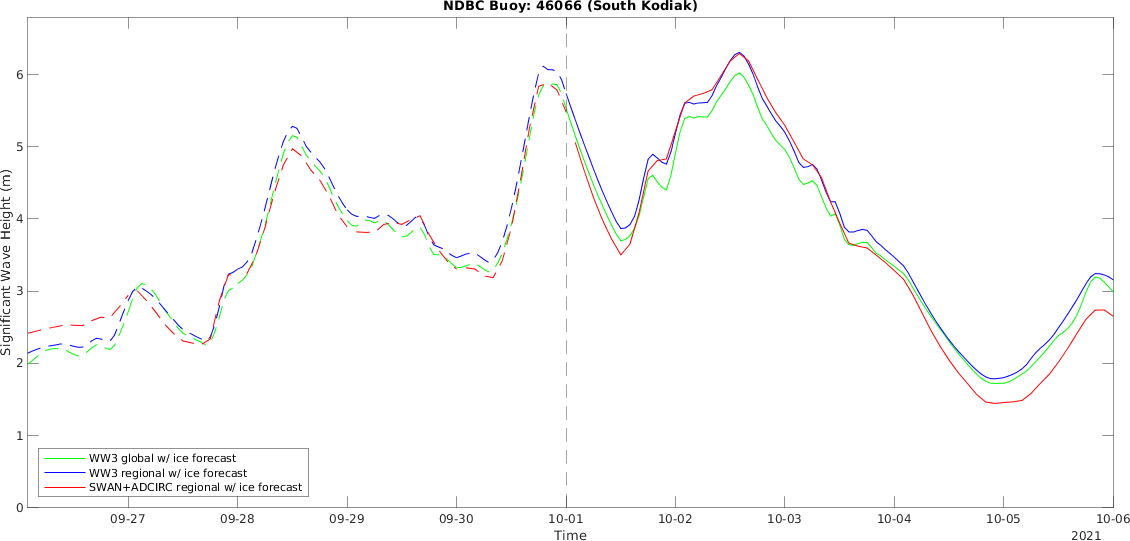 NDBC Buoy: 46066 (South Kodiak)
Significant Wave Height (m)
6
5
4
3
2
1
0
WW3 global w/ ice forecast
WW3 regional w/ ice forecast
SWAN+ADCIRC regional w/ ice forecast
09-27 09-28 09-29 09-30 10-01 10-02 10-03 10-04 10-05 10-06
Time
2021